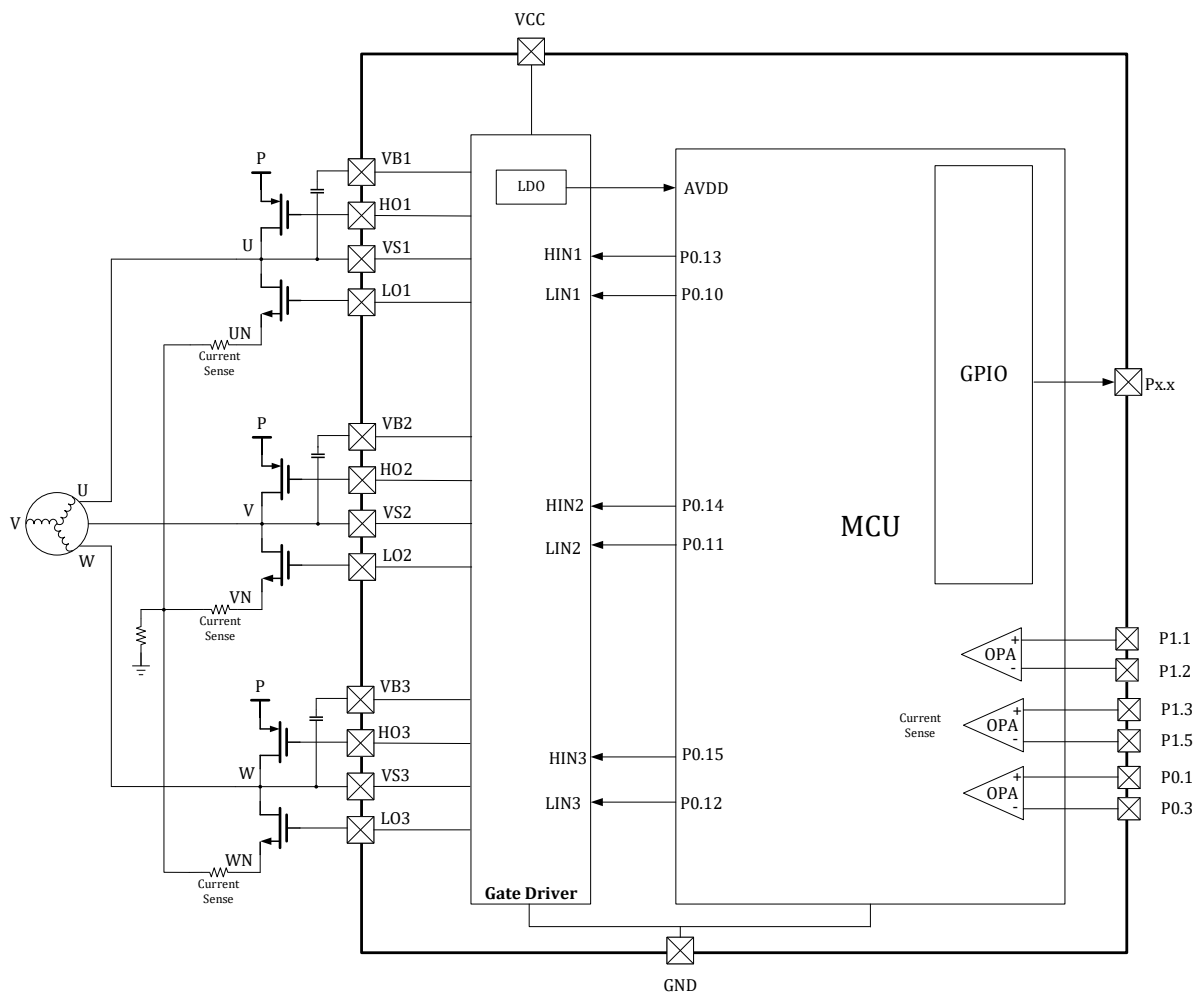 VCC
P
VB1
LDO
AVDD
HO1
U
VS1
HIN1
P0.13
LO1
LIN1
P0.10
UN
Current
Sense
GPIO
Px.x
P
VB2
HO2
U
V
V
VS2
HIN2
P0.14
MCU
LIN2
P0.11
W
LO2
VN
Current
Sense
OPA
+
-
P1.1
P1.2
P
VB3
HO3
Current
Sense
OPA
+
-
P1.3
P1.5
W
VS3
HIN3
P0.15
OPA
+
-
P0.1
P0.3
LO3
LIN3
P0.12
WN
Current
Sense
Gate Driver
GND